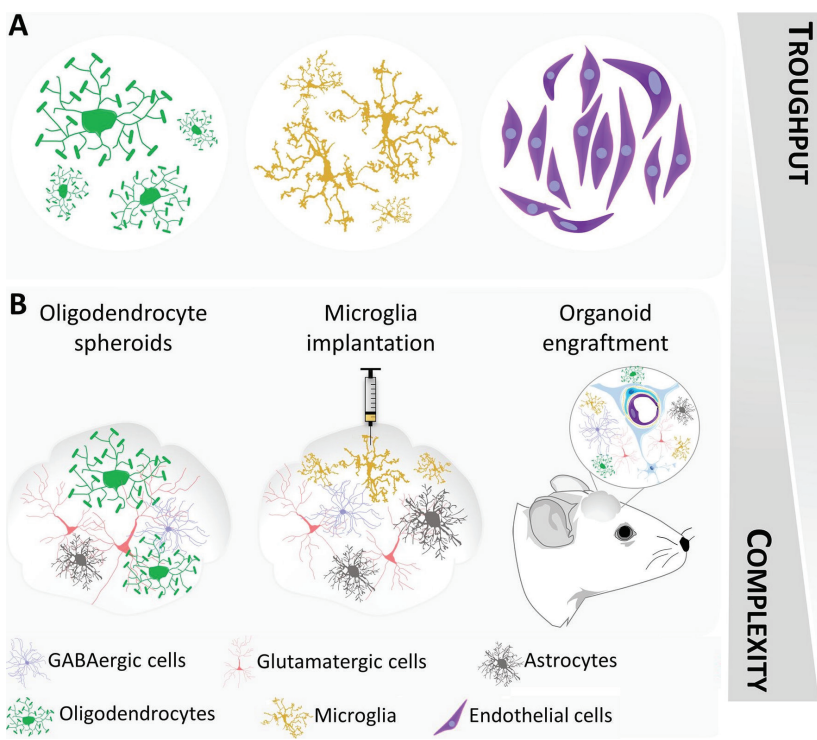 A
TROUGHPUT
B
Oligodendrocyte
spheroids
Microglia
implantation
Organoid
engraftment
COMPLEXITY
GABAergic cells
Glutamatergic cells
Astrocytes
Oligodendrocytes
Microglia
Endothelial cells